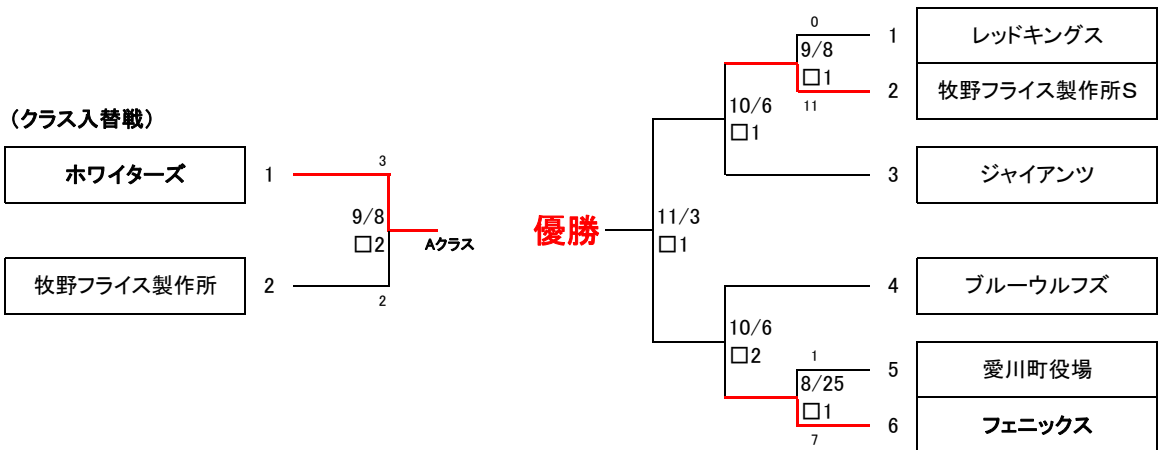 (クラス入替戦)
ホワイターズ
1
3
9/8
□2
Aクラス
牧野フライス製作所
2
2
優勝
11/3
□1
10/6
□1
0
9/8
□1
11
1
レッドキングス
2
牧野フライス製作所S
3
ジャイアンツ
4
ブルーウルフズ
10/6
□2
1
8/25
□1
7
5
愛川町役場
6
フェニックス